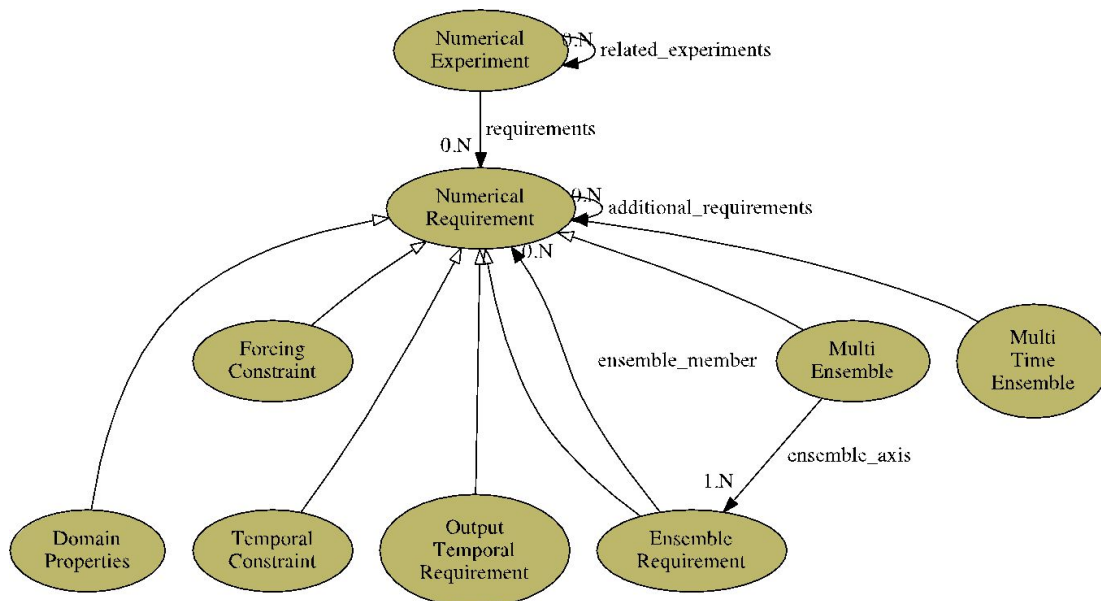 Numerical
Experiment
0.N
related_experiments
requirements
0.N
Numerical
Requirement
0.N
additional_requirements
0.N
Forcing
Constraint
ensemble_member
Multi
Ensemble
Multi
Time
Ensemble
ensemble_axis
1.N
Domain
Properties
Temporal
Constraint
Output
Temporal
Requirement
Ensemble
Requirement